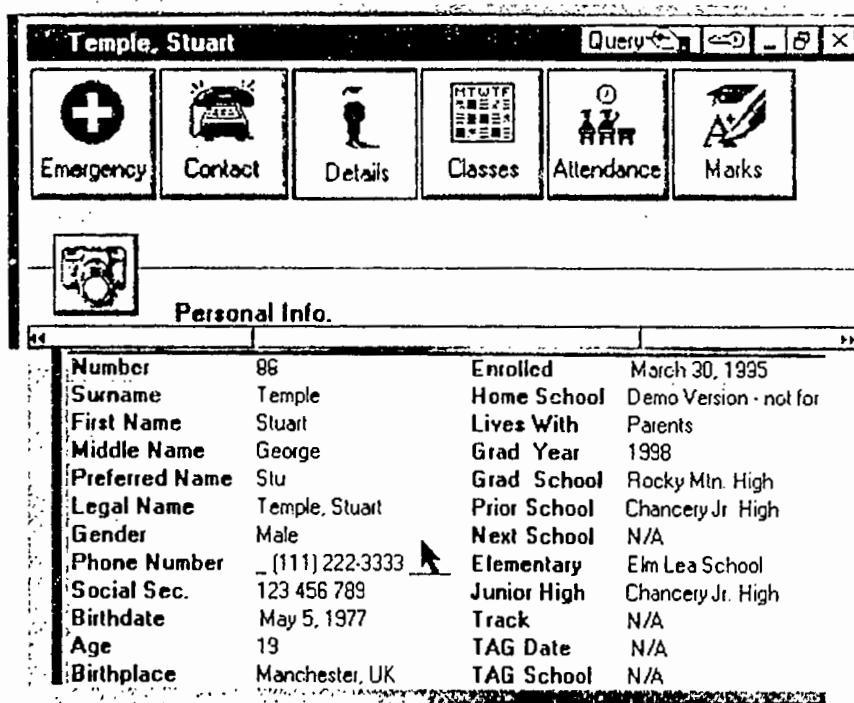 Temple, Stuart Query
Emergency Contact Details Classes Attendance Marks
Personal Info.
Number 86 Enrolled March 30, 1995
Surname Temple Home School Demo Version - not for
First Name Stuart Lives With Parents
Middle Name George Grad Year 1998
Preferred Name Stu Grad School Rocky Mtn. High
Legal Name Temple, Stuart Prior School Chancery Jr High
Gender Male Next School N/A
Phone Number _ (111) 222-3333 Elementary Elm Lea School
Social Sec. 123 456 789 Junior High Chancery Jr. High
Birthdate May 5, 1977 Track N/A
Age 19 TAG Date N/A
Birthplace Manchester, UK TAG School N/A